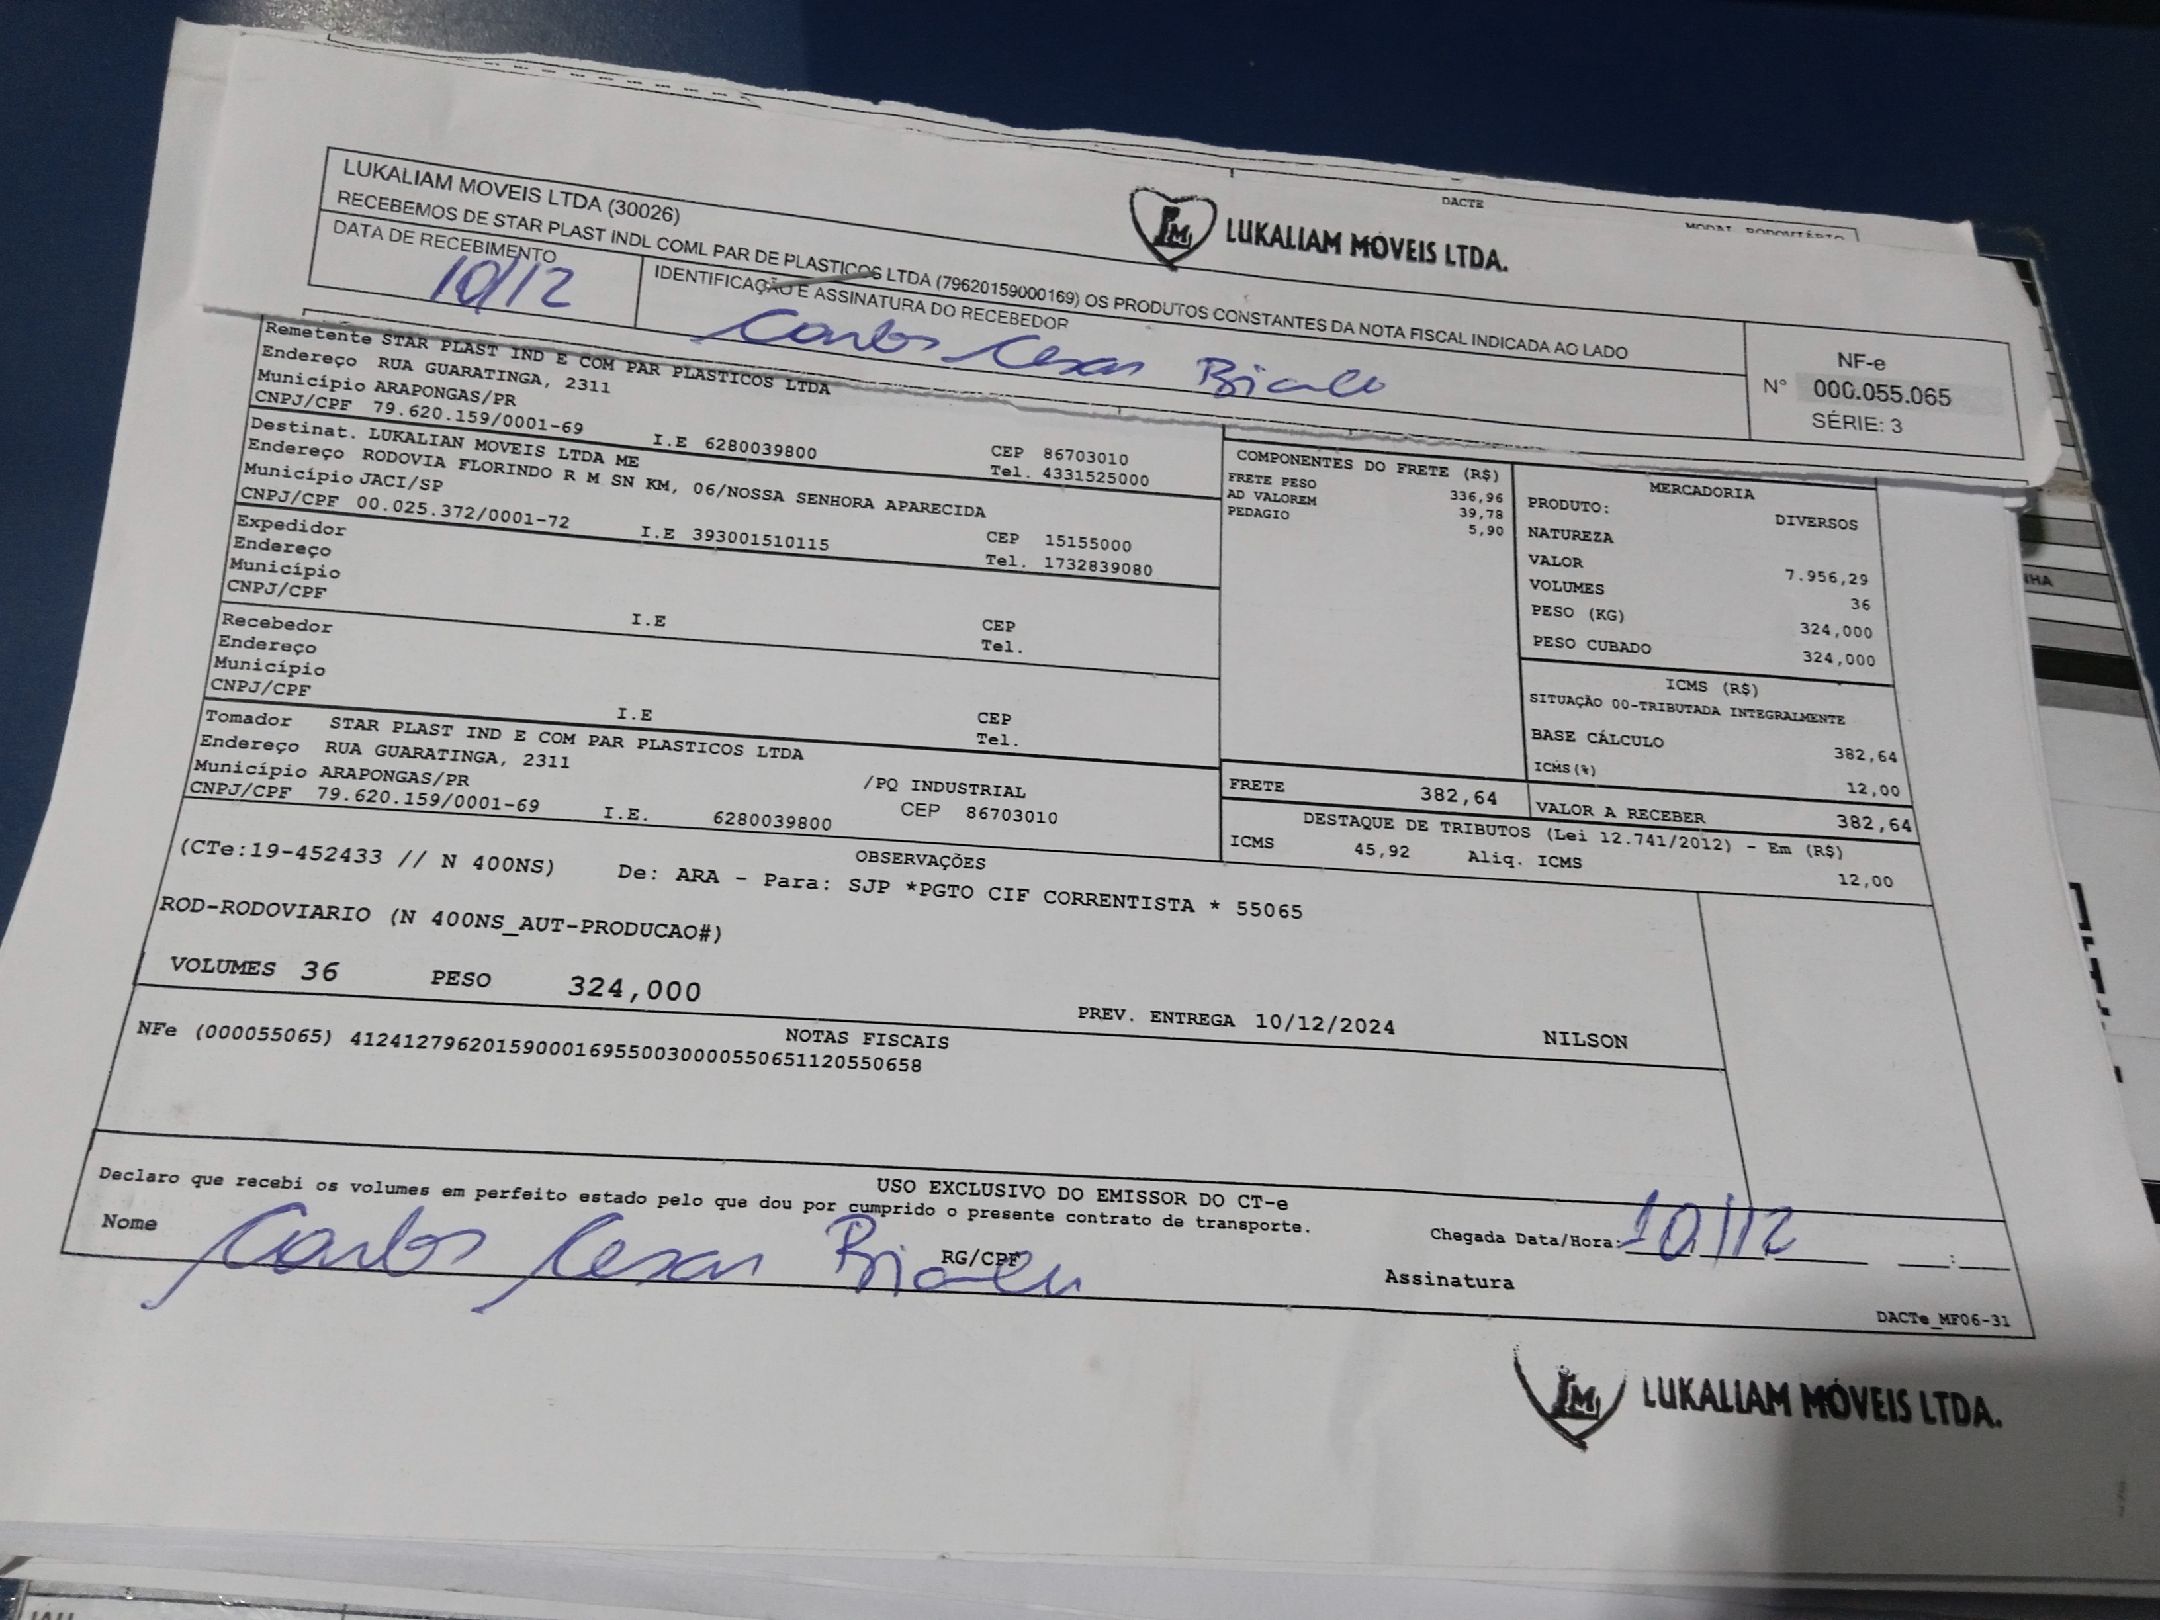 DACTE
LUKALIAM MOVEIS LTDA (30026)
LUKALIAM MÓVEIS LTDA.
RECEBEMOS DE STAR PLAST INDL COML PAR DE PLASTICOS LTDA (79620159000169) OS PRODUTOS CONSTANTES DA NOTA FISCAL INDICADA AO LADO
DATA DE RECEBIMENTO
10/12
IDENTIFICAÇÃO E ASSINATURA DO RECEBEDOR
Carlos Cesar
NF-e
N° 000.055.065
SÉRIE: 3
Remetente STAR PLAST IND E COM PAR PLASTICOS LTDA
Endereço RUA GUARATINGA, 2311
Município ARAPONGAS/PR CEP 86703010
CNPJ/CPF 79.620.159/0001-69 I.E 6280039800 Tel. 4331525000
Destinat. LUKALIAN MOVEIS LTDA ME
Endereço RODOVIA FLORINDO R M SN KM, 06/NOSSA SENHORA APARECIDA
Município JACI/SP CEP 15155000
CNPJ/CPF 00.025.372/0001-72 I.E 393001510115 Tel. 1732839080
Expedidor
Endereço
Município CEP
CNPJ/CPF I.E Tel.
Recebedor
Endereço
Município CEP
CNPJ/CPF I.E Tel.
Tomador STAR PLAST IND E COM PAR PLASTICOS LTDA
Endereço RUA GUARATINGA, 2311 /PQ INDUSTRIAL
Município ARAPONGAS/PR CEP 86703010
CNPJ/CPF 79.620.159/0001-69 I.E. 6280039800
COMPONENTES DO FRETE (R$)
FRETE PESO 336,96
AD VALOREM 39,78
PEDAGIO 5,90
MERCADORIA
PRODUTO: DIVERSOS
NATUREZA
VALOR 7.956,29
VOLUMES 36
PESO (KG) 324,000
PESO CUBADO 324,000
ICMS (R$)
SITUAÇÃO 00-TRIBUTADA INTEGRALMENTE
BASE CÁLCULO 382,64
ICMS(%) 12,00
FRETE 382,64 VALOR A RECEBER 382,64
DESTAQUE DE TRIBUTOS (Lei 12.741/2012) - Em (R$)
ICMS 45,92 Aliq. ICMS 12,00
OBSERVAÇÕES
(CTe:19-452433 // N 400NS) De: ARA - Para: SJP *PGTO CIF CORRENTISTA * 55065
ROD-RODOVIARIO (N 400NS_AUT-PRODUCAO#)
VOLUMES 36 PESO 324,000 PREV. ENTREGA 10/12/2024 NILSON
NOTAS FISCAIS
NFe (000055065) 41241279620159000169550030000550651120550658
USO EXCLUSIVO DO EMISSOR DO CT-e
Declaro que recebi os volumes em perfeito estado pelo que dou por cumprido o presente contrato de transporte.
Nome Carlos Cesar RG/CPF
Chegada Data/Hora: 10/12
Assinatura
DACTe_MF06-31
LUKALIAM MÓVEIS LTDA.